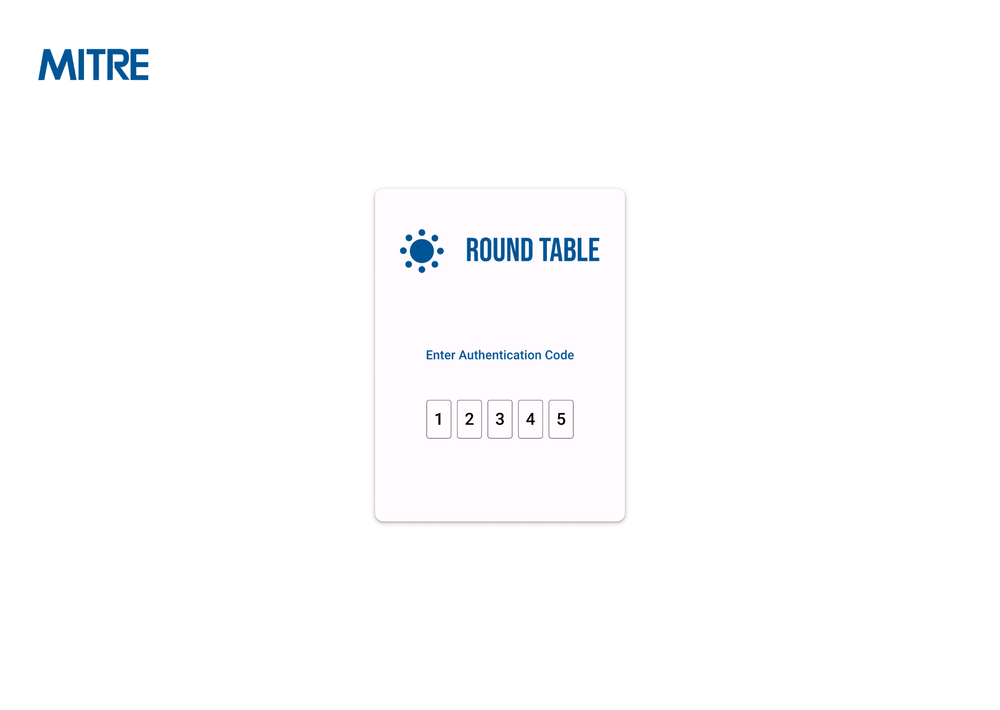 MITRE
ROUND TABLE
Enter Authentication Code
1 2 3 4 5